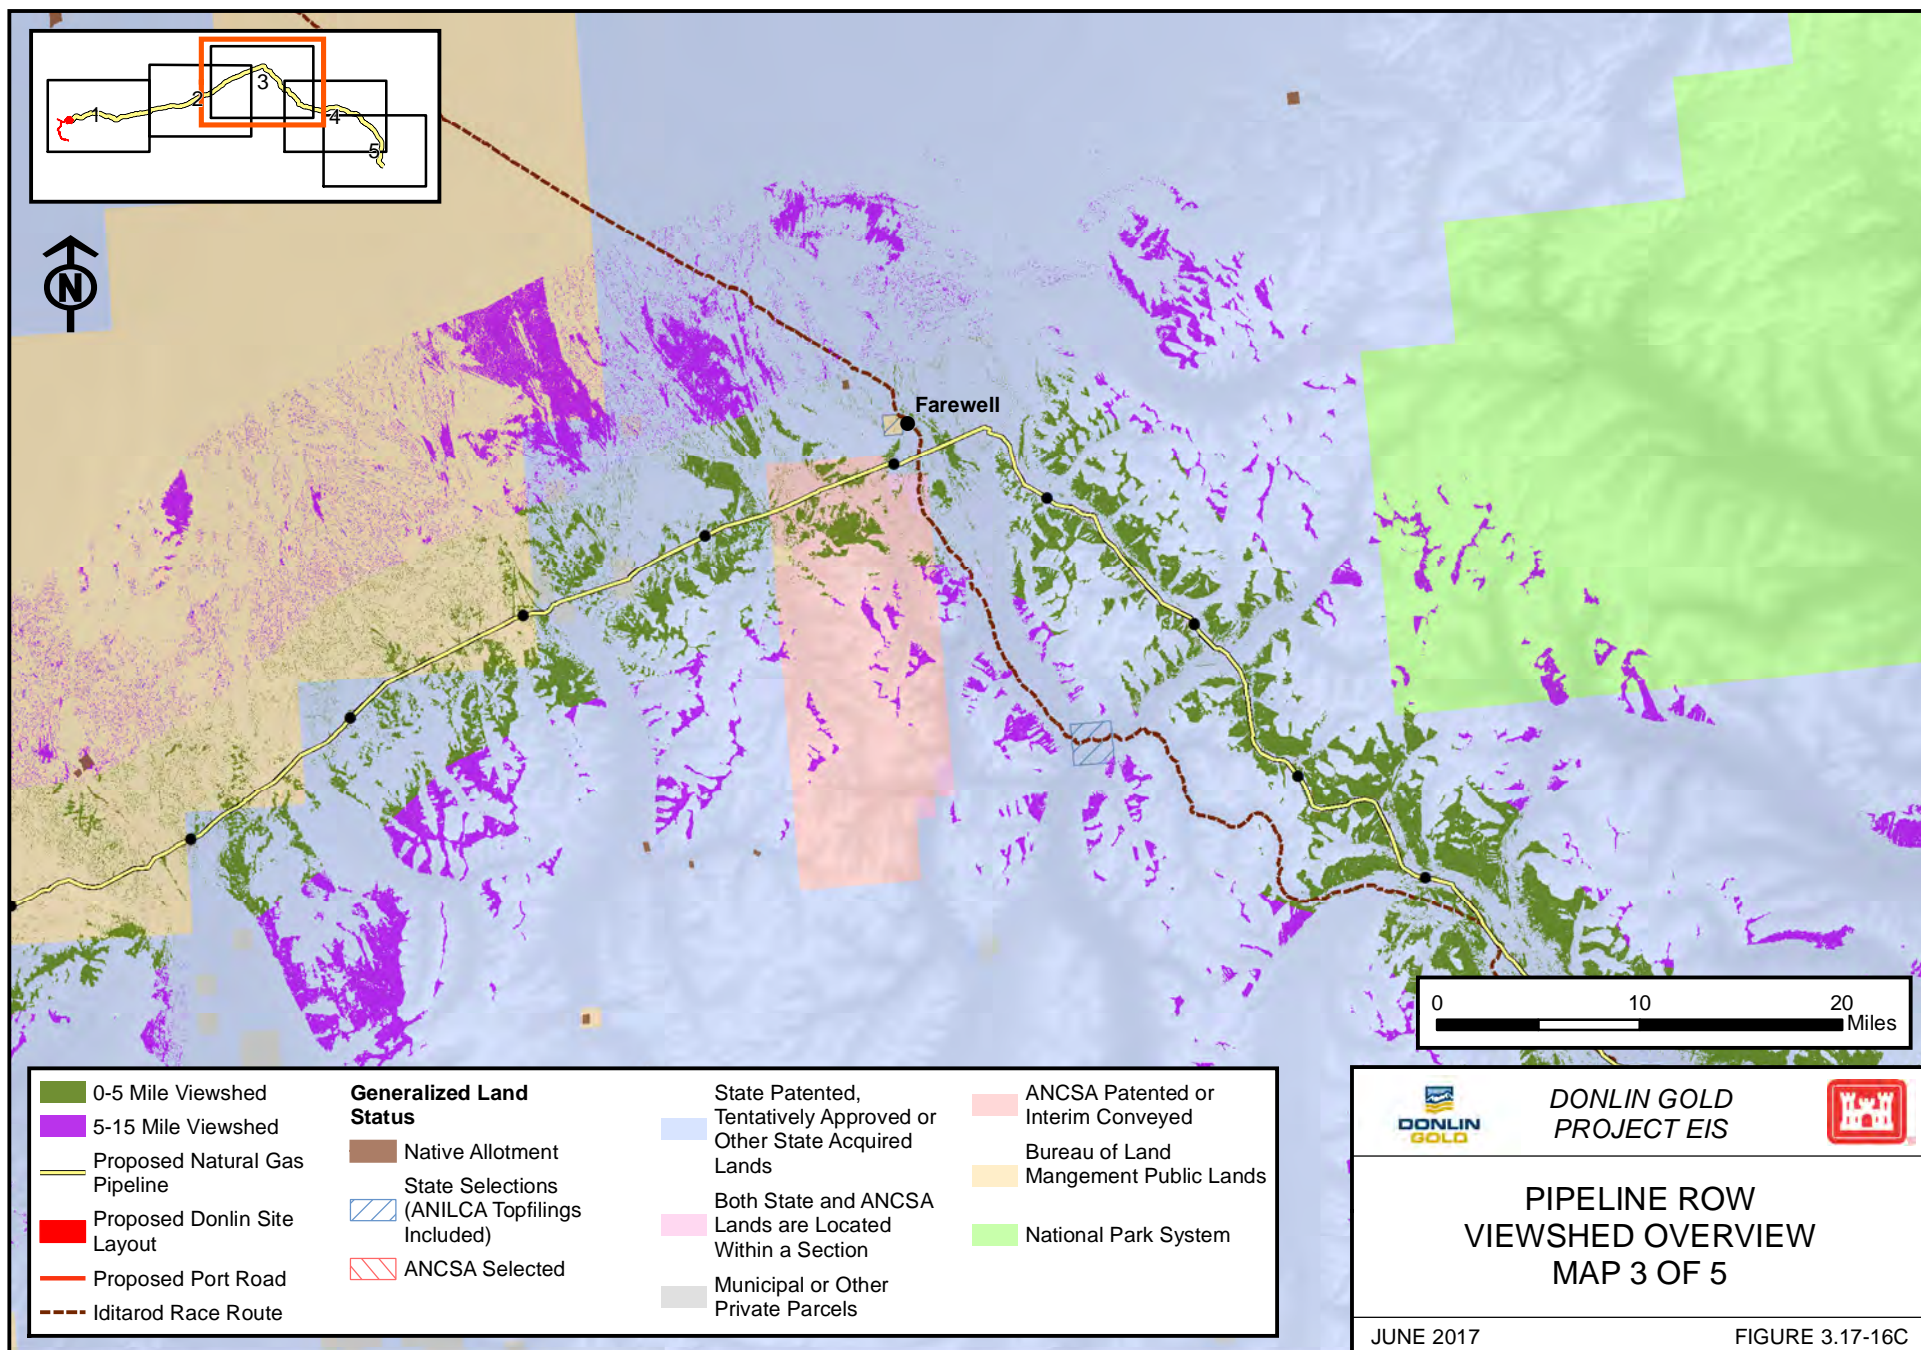 1
2
3
4
5
N
Farewell
0 10 20
Miles
0-5 Mile Viewshed
5-15 Mile Viewshed
Proposed Natural Gas
Pipeline
Proposed Donlin Site
Layout
Proposed Port Road
Iditarod Race Route
Generalized Land
Status
Native Allotment
State Selections
(ANILCA Topfilings
Included)
ANCSA Selected
State Patented,
Tentatively Approved or
Other State Acquired
Lands
Both State and ANCSA
Lands are Located
Within a Section
Municipal or Other
Private Parcels
ANCSA Patented or
Interim Conveyed
Bureau of Land
Mangement Public Lands
National Park System
DONLIN
GOLD
DONLIN GOLD
PROJECT EIS
PIPELINE ROW
VIEWSHED OVERVIEW
MAP 3 OF 5
JUNE 2017
FIGURE 3.17-16C